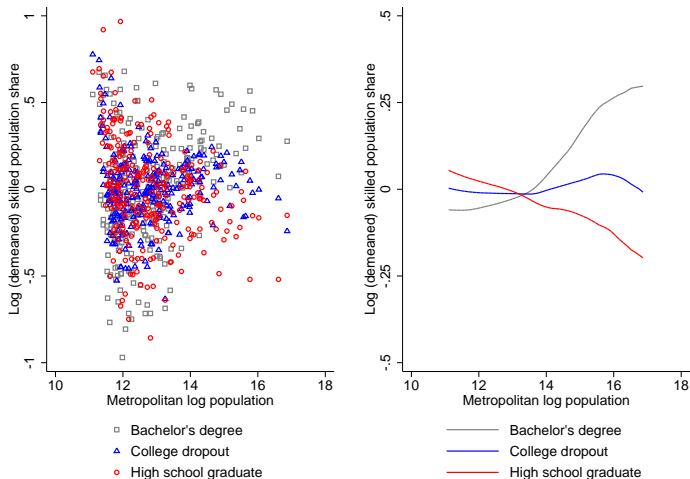 Log (demeaned) skilled population share
1
.5
0
-.5
-1
10
12
14
16
18
Metropolitan log population
Bachelor's degree
College dropout
High school graduate
Log (demeaned) skilled population share
.5
.25
0
-.25
-.5
10
12
14
16
18
Metropolitan log population
Bachelor's degree
College dropout
High school graduate